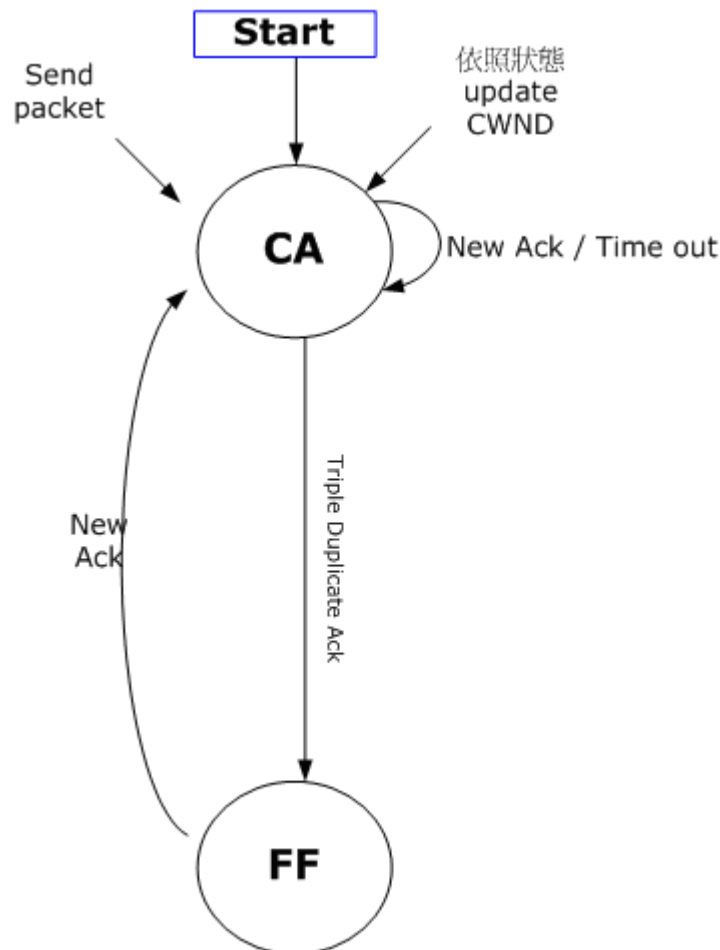 Start
Send
packet
依照狀態
update
CWND
CA
New Ack / Time out
Triple Duplicate Ack
New
Ack
FF